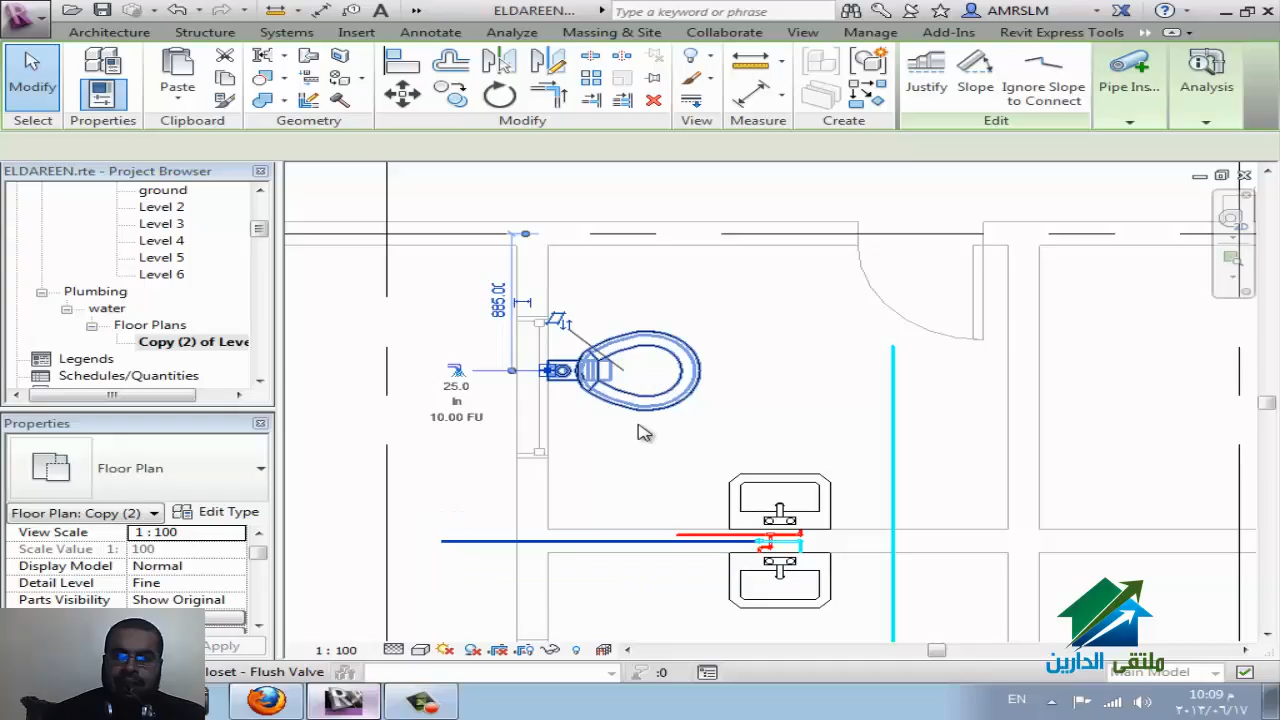 ELDAREEN...
Type a keyword or phrase
AMRSLM
Architecture Structure Systems Insert Annotate Analyze Massing & Site Collaborate View Manage Add-Ins Revit Express Tools
Modify Paste Justify Slope Ignore Slope to Connect Pipe Ins... Analysis
Select Properties Clipboard Geometry Modify View Measure Create Edit
ELDAREEN.rte - Project Browser
ground
Level 2
Level 3
Level 4
Level 5
Level 6
Plumbing
water
Floor Plans
Copy (2) of Leve
Legends
Schedules/Quantities
Properties
Floor Plan
Floor Plan: Copy (2) Edit Type
View Scale 1 : 100
Scale Value 1: 100
Display Model Normal
Detail Level Fine
Parts Visibility Show Original
Apply
885.0
25.0
In
10.00 FU
2D
ملتقى الدارين
1 : 100
loset - Flush Valve
:0
Main Model
EN
10:09 م
٢٠١٣/٠٦/١٧